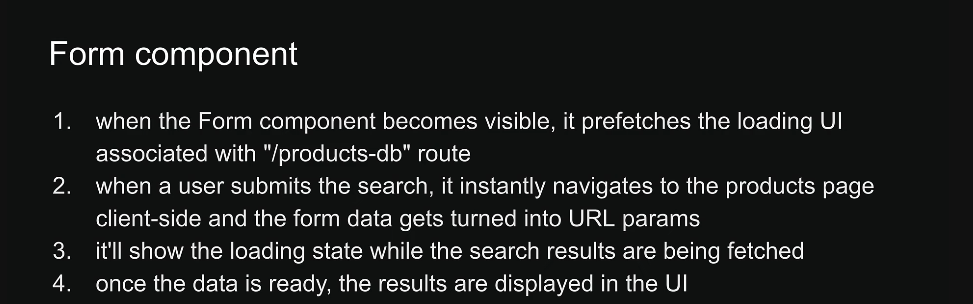 Form component
1. when the Form component becomes visible, it prefetches the loading UI
associated with "/products-db" route
2. when a user submits the search, it instantly navigates to the products page
client-side and the form data gets turned into URL params
3. it'll show the loading state while the search results are being fetched
4. once the data is ready, the results are displayed in the UI